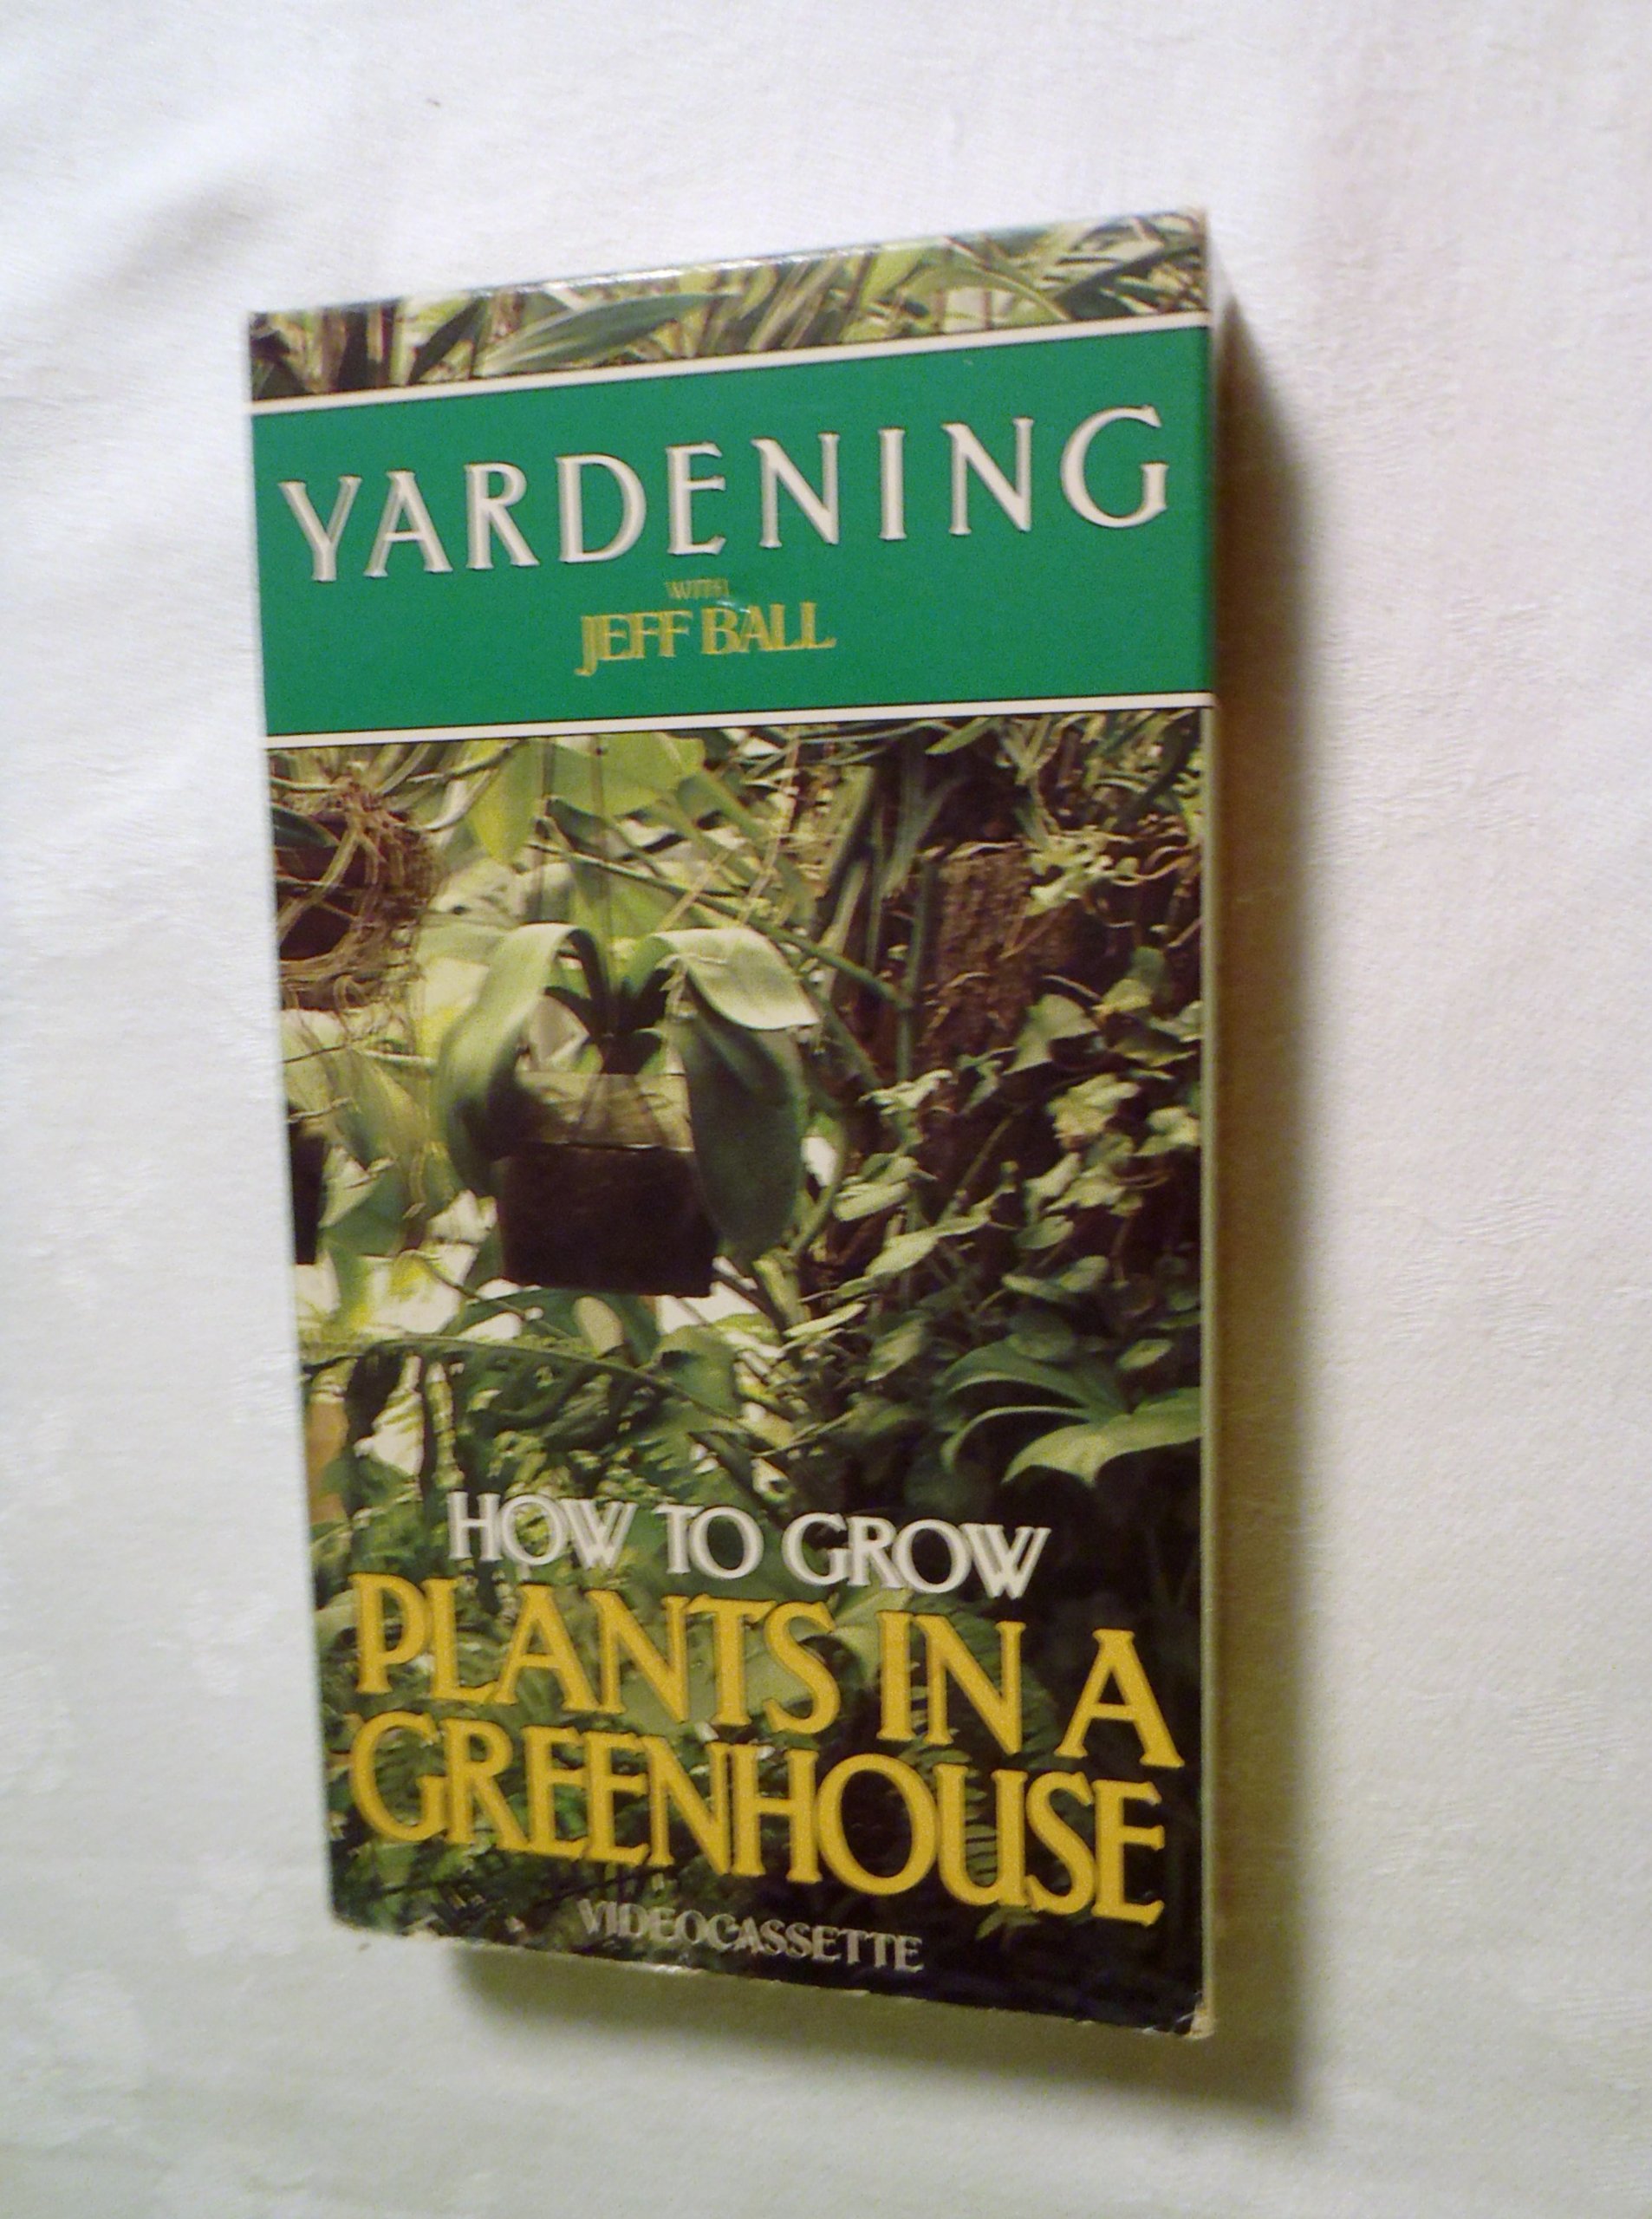 YARDENING
WITH
JEFF BALL
HOW TO GROW
PLANTS IN A
GREENHOUSE
VIDEOCASSETTE